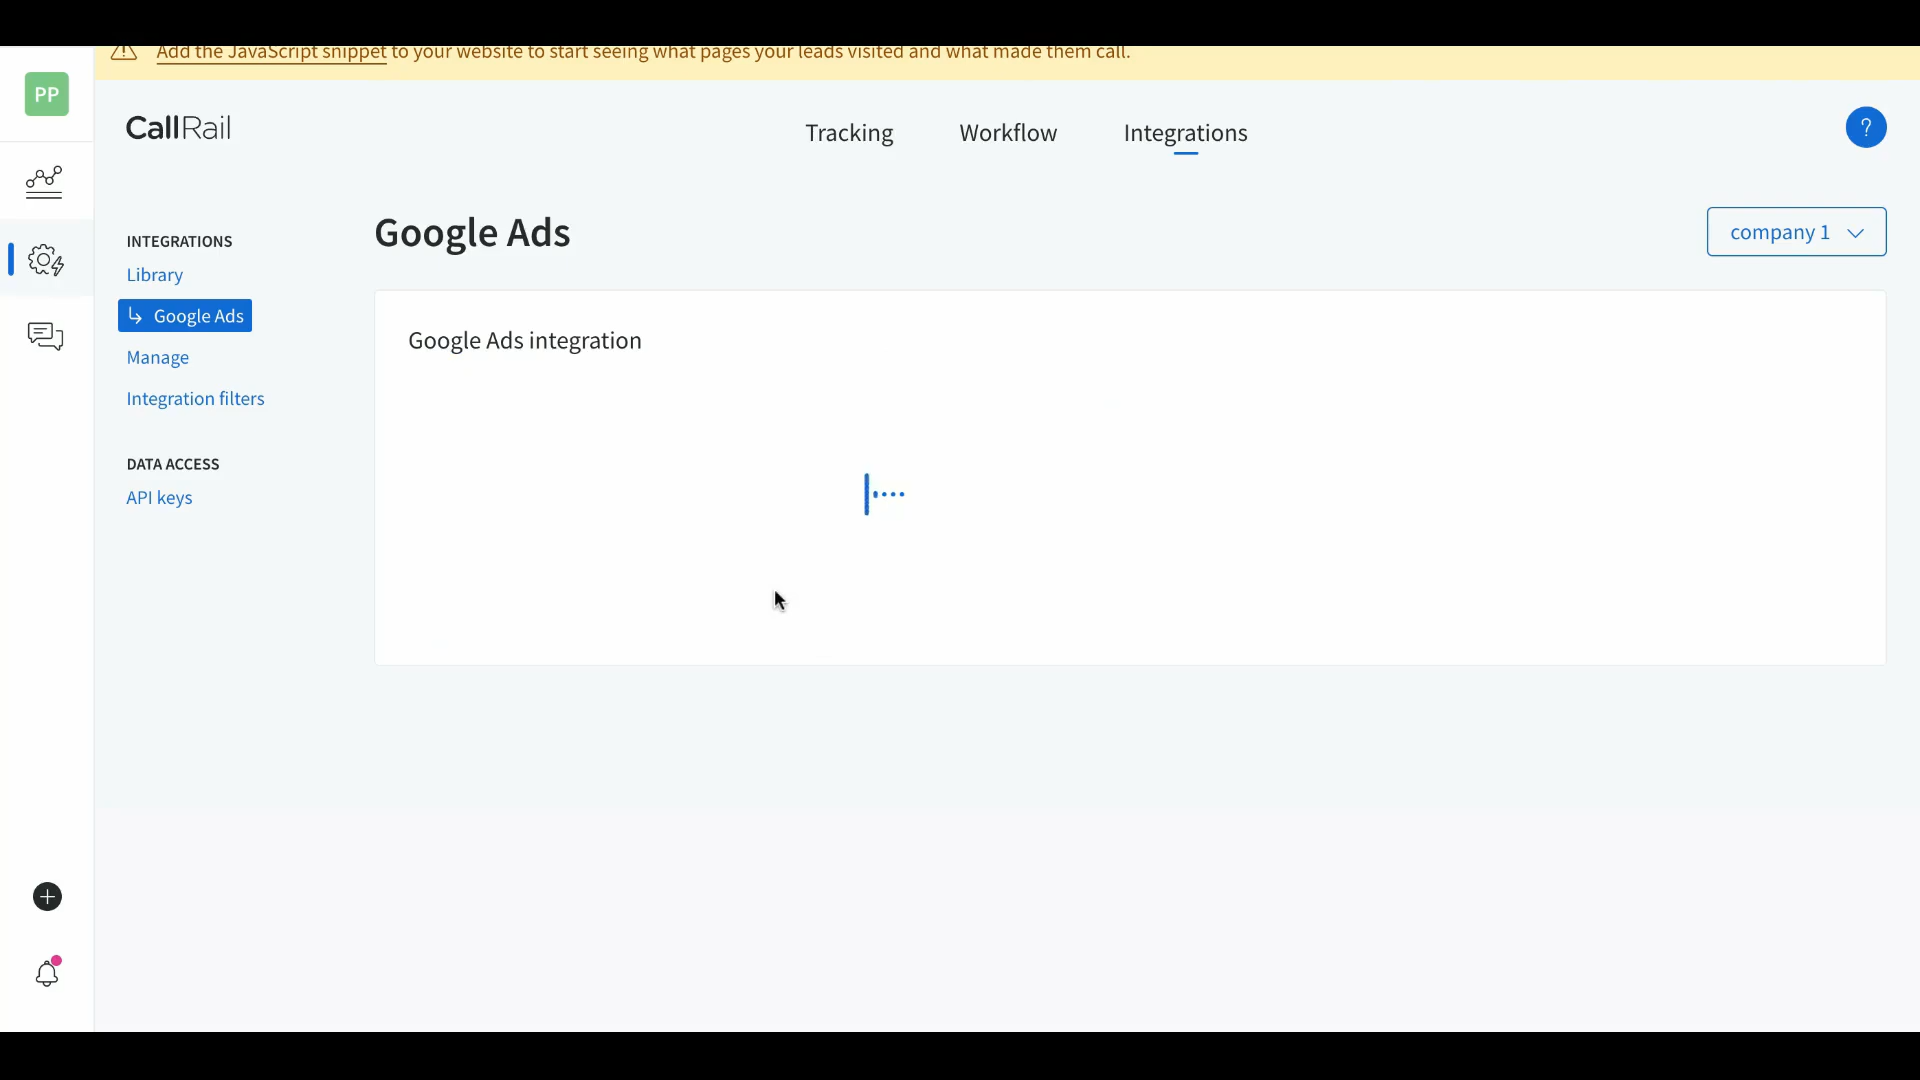 Add the JavaScript snippet to your website to start seeing what pages your leads visited and what made them call.
PP
CallRail
Tracking
Workflow
Integrations
?
INTEGRATIONS
Library
Google Ads
Manage
Integration filters
DATA ACCESS
API keys
Google Ads
company 1
Google Ads integration